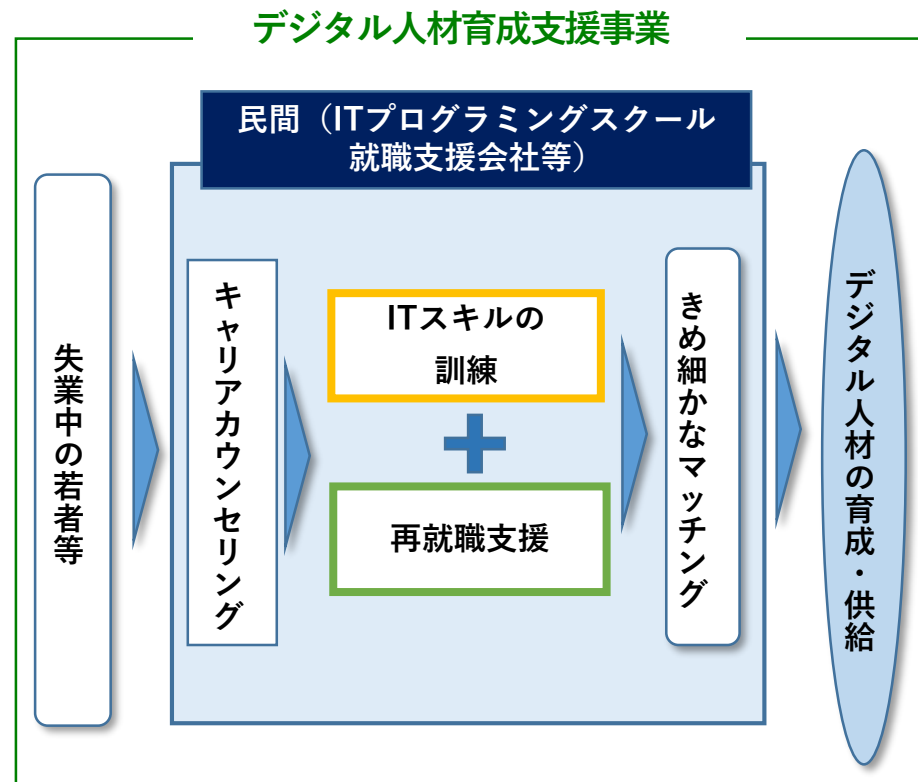 デジタル人材育成支援事業
民間（ITプログラミングスクール
就職支援会社等）
失業中の若者等
キャリアカウンセリング
ITスキルの
訓練
再就職支援
きめ細かなマッチング
デジタル人材の育成・供給